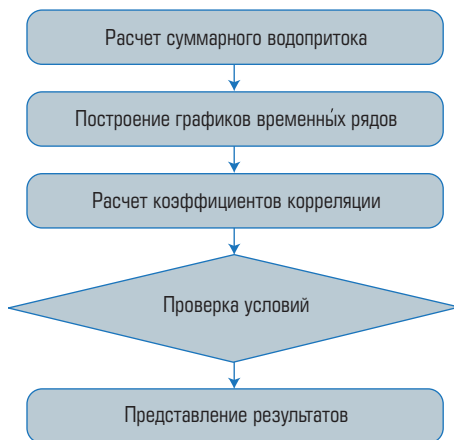 Расчет суммарного водопритока
Построение графиков временны́х рядов
Расчет коэффициентов корреляции
Проверка условий
Представление результатов